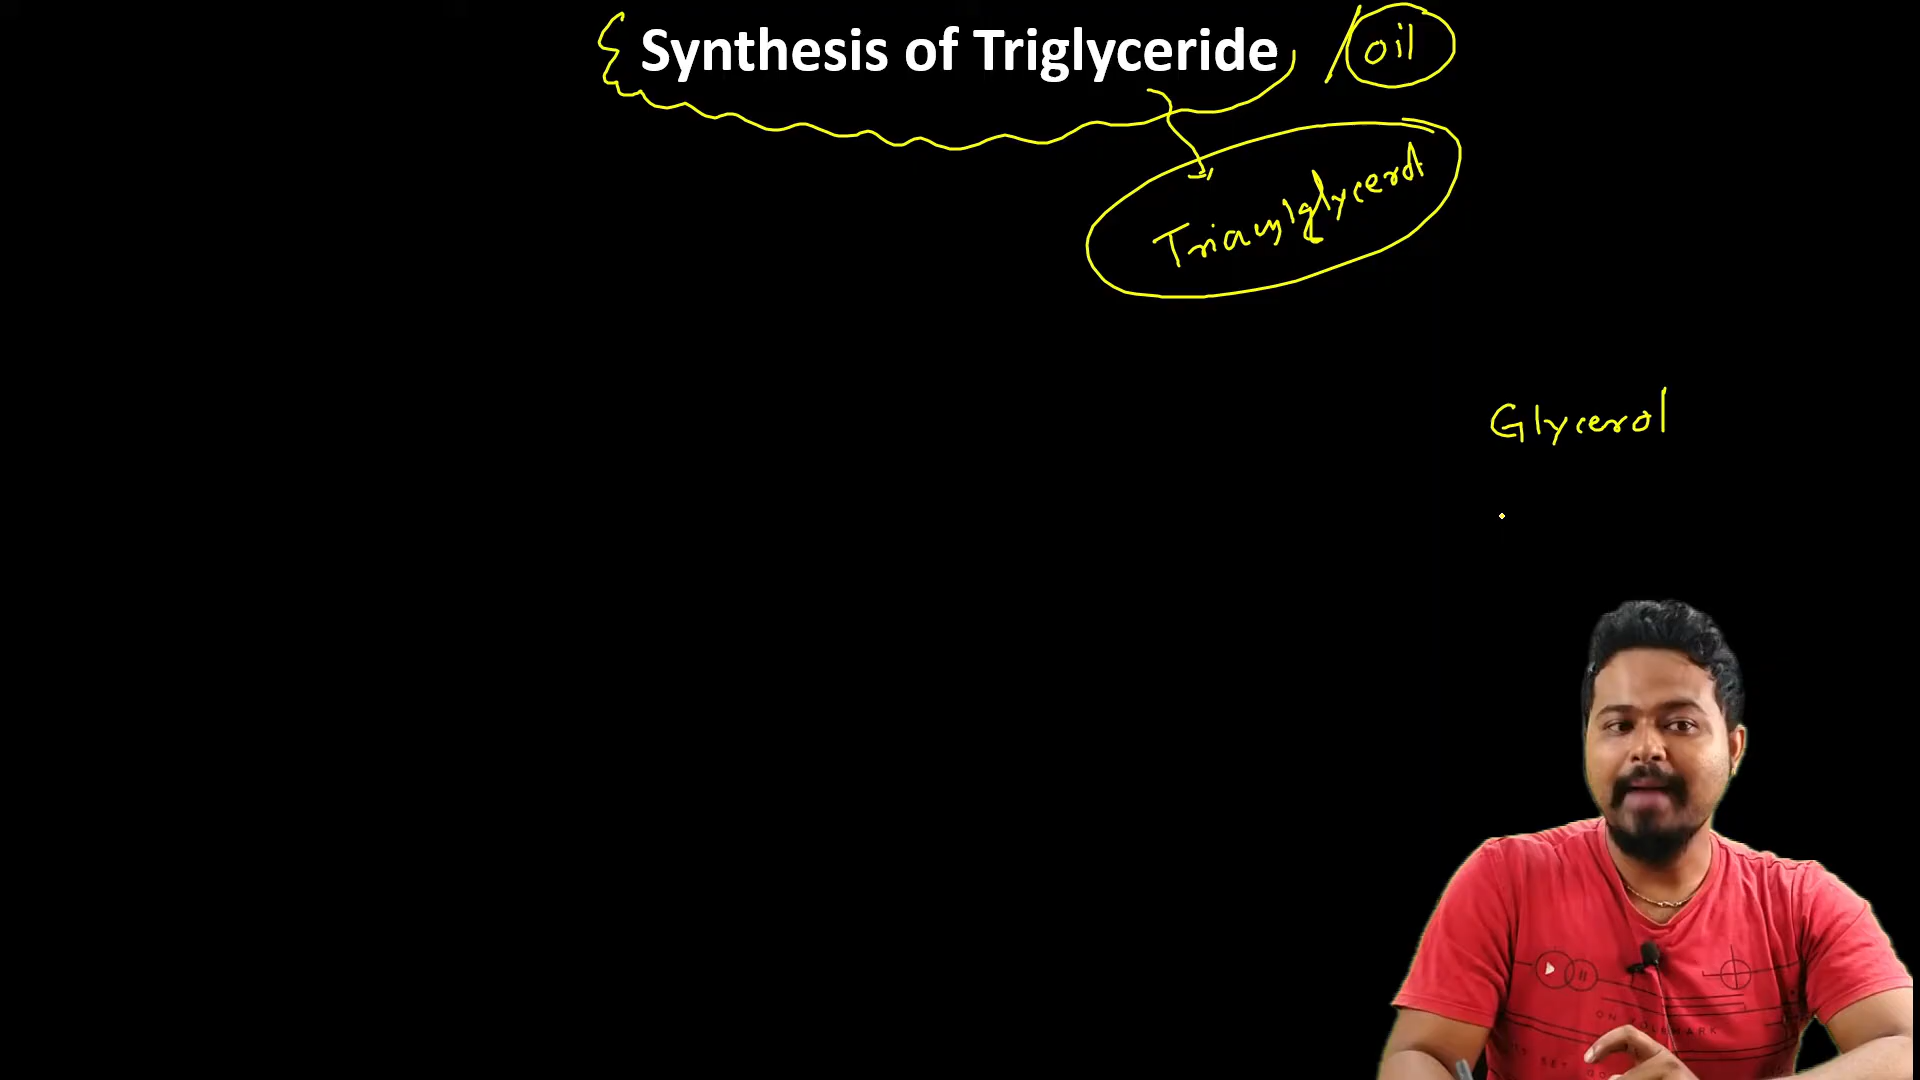 Synthesis of Triglyceride / oil
Triacylglycerol
Glycerol